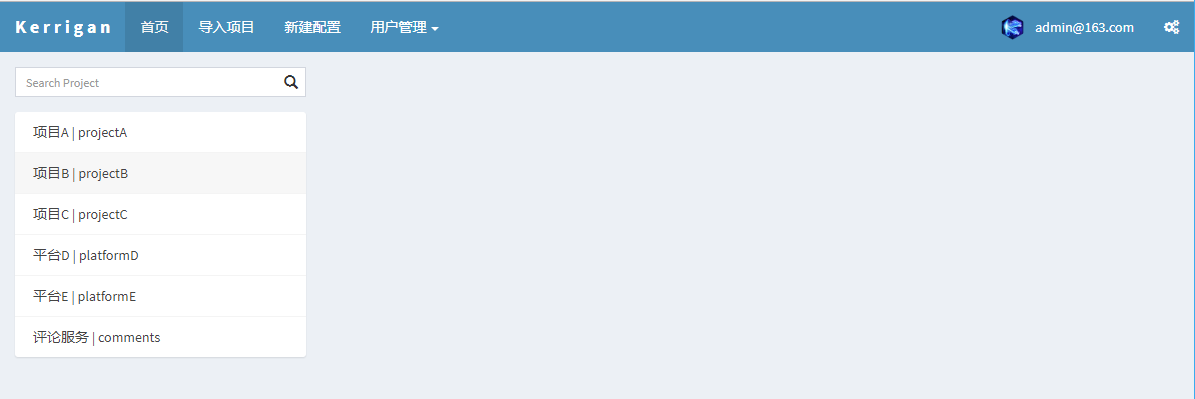 Kerrigan 首页 导入项目 新建配置 用户管理 admin@163.com
Search Project
项目A | projectA
项目B | projectB
项目C | projectC
平台D | platformD
平台E | platformE
评论服务 | comments